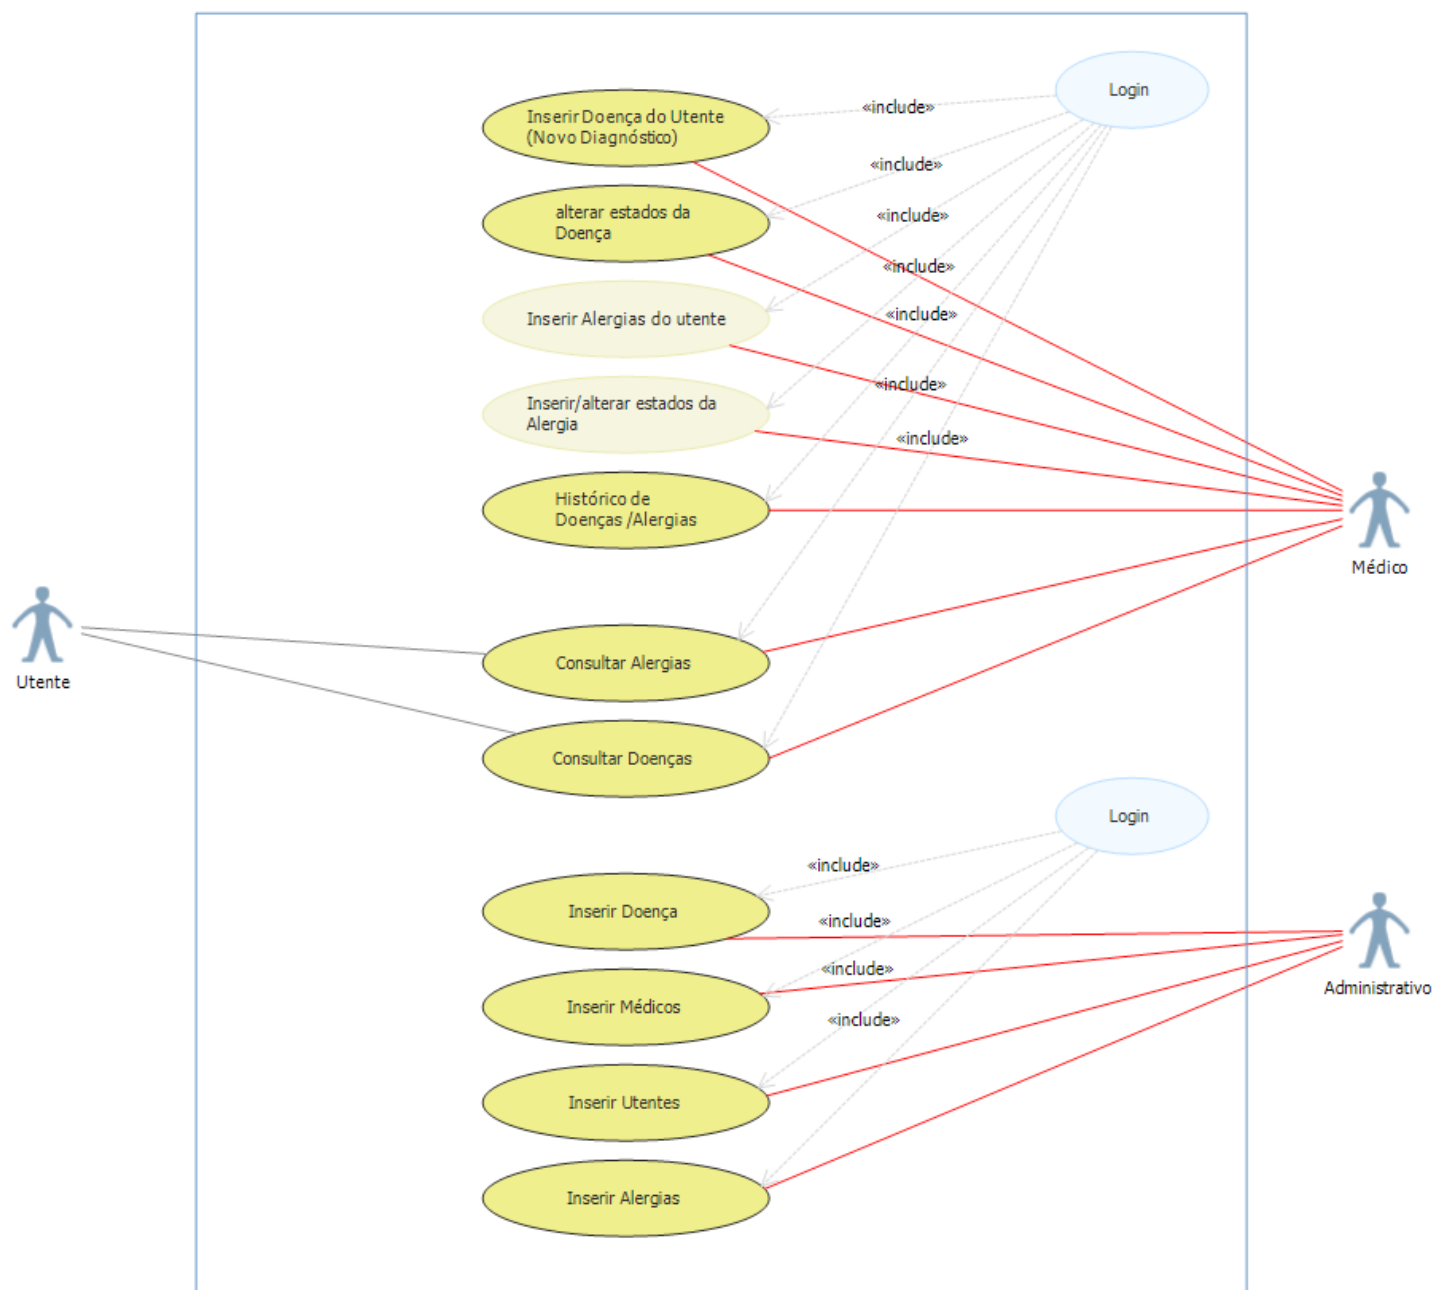 Login
«include»
Inserir Doença do Utente
(Novo Diagnóstico)
«include»
alterar estados da
Doença
«include»
«include»
Inserir Alergias do utente
«include»
«include»
Inserir/alterar estados da
Alergia
«include»
Histórico de
Doenças /Alergias
Médico
Utente
Consultar Alergias
Consultar Doenças
Login
«include»
Inserir Doença
«include»
«include»
Administrativo
Inserir Médicos
«include»
Inserir Utentes
Inserir Alergias